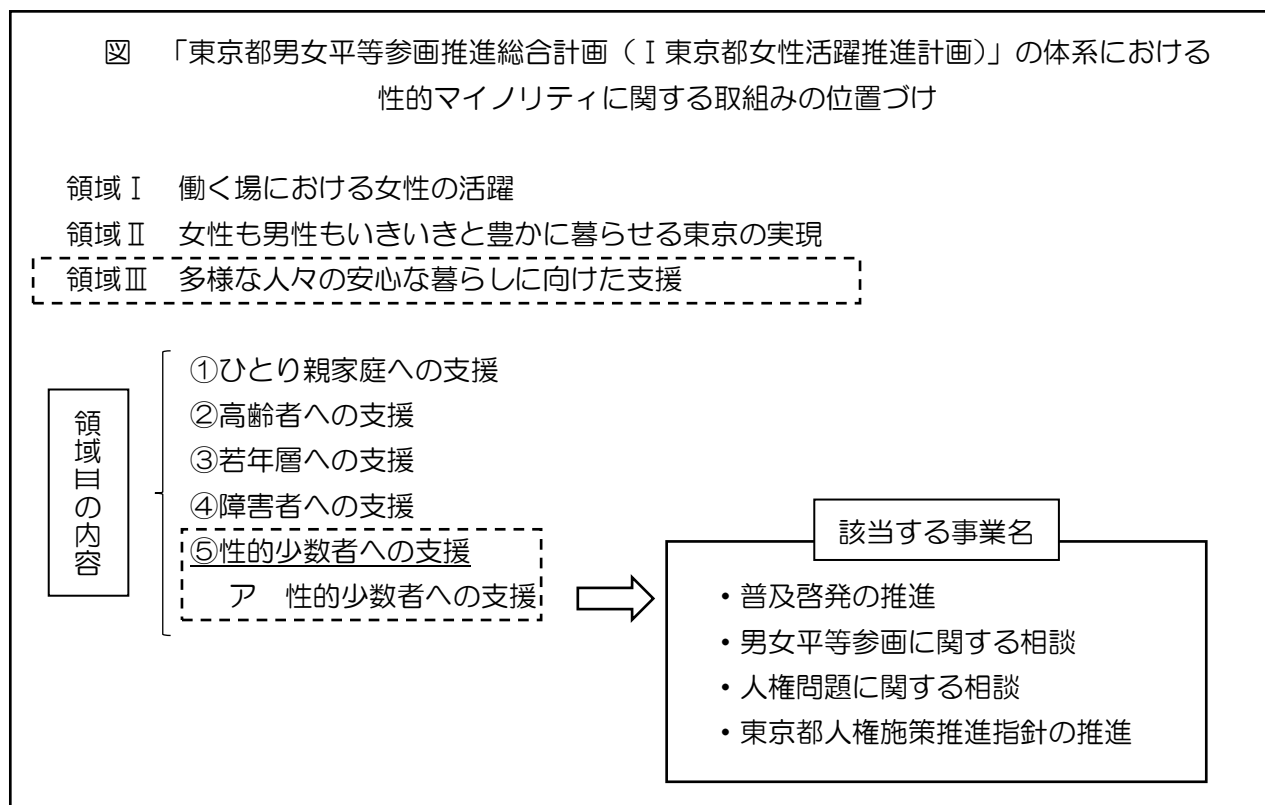 図　「東京都男女平等参画推進総合計画（Ⅰ東京都女性活躍推進計画）」の体系における
性的マイノリティに関する取組みの位置づけ
領域Ⅰ　働く場における女性の活躍
領域Ⅱ　女性も男性もいきいきと豊かに暮らせる東京の実現
領域Ⅲ　多様な人々の安心な暮らしに向けた支援
領域Ⅲの内容
①ひとり親家庭への支援
②高齢者への支援
③若年層への支援
④障害者への支援
⑤性的少数者への支援
ア　性的少数者への支援
該当する事業名
・普及啓発の推進
・男女平等参画に関する相談
・人権問題に関する相談
・東京都人権施策推進指針の推進